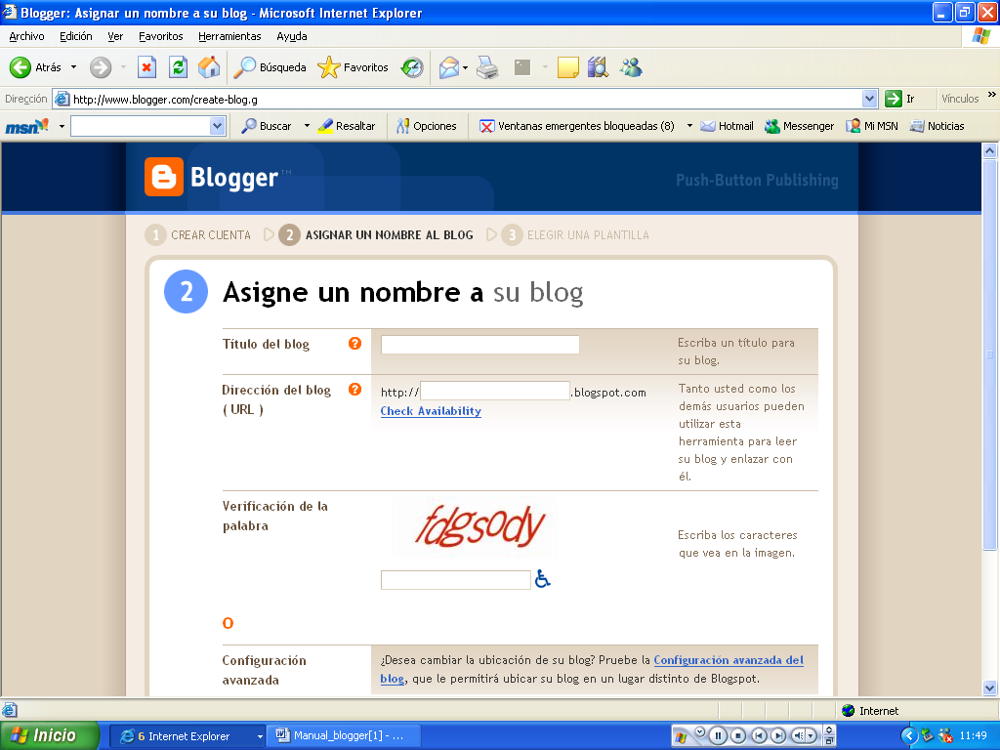 Blogger: Asignar un nombre a su blog - Microsoft Internet Explorer
Archivo Edición Ver Favoritos Herramientas Ayuda
Atrás Búsqueda Favoritos
Dirección http://www.blogger.com/create-blog.g Ir Vínculos »
msn Buscar Resaltar Opciones Ventanas emergentes bloqueadas (8) Hotmail Messenger Mi MSN Noticias
Blogger™ Push-Button Publishing
1 CREAR CUENTA 2 ASIGNAR UN NOMBRE AL BLOG 3 ELEGIR UNA PLANTILLA
2 Asigne un nombre a su blog
Título del blog ? Escriba un título para
su blog.
Dirección del blog ? http:// .blogspot.com Tanto usted como los
( URL ) Check Availability demás usuarios pueden
utilizar esta
herramienta para leer
su blog y enlazar con
él.
Verificación de la
palabra
fdgsody
Escriba los caracteres
que vea en la imagen.
O
Configuración ¿Desea cambiar la ubicación de su blog? Pruebe la Configuración avanzada del
avanzada blog, que le permitirá ubicar su blog en un lugar distinto de Blogspot.
Internet
Inicio 6 Internet Explorer Manual_blogger[1] - ... 11:49